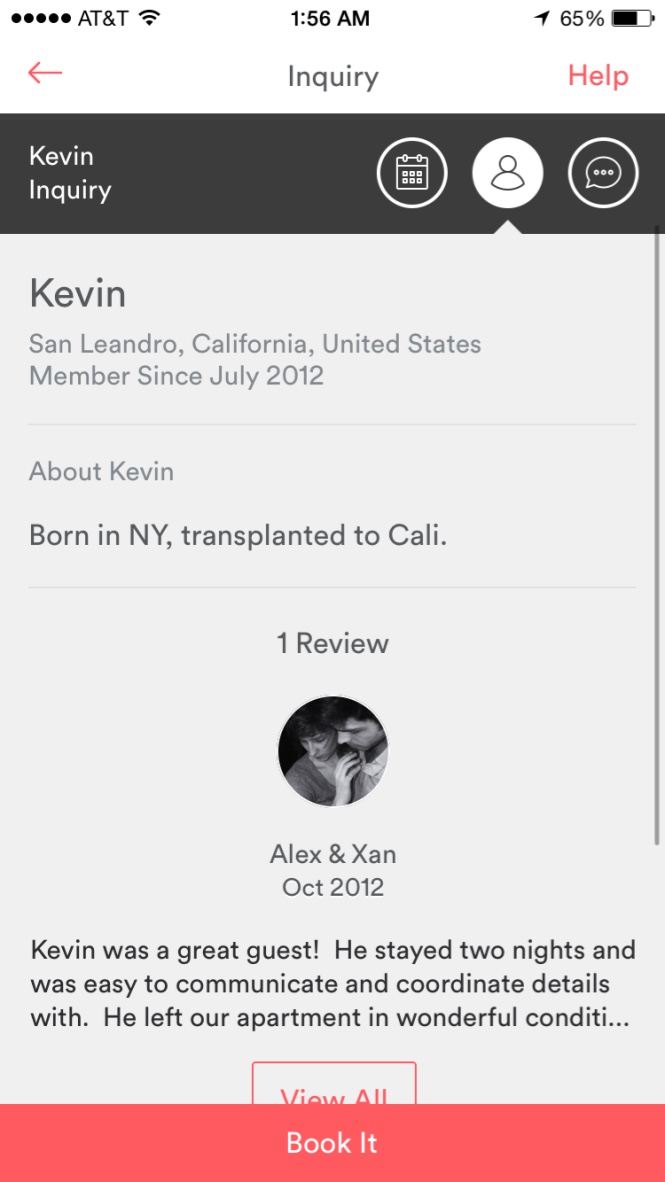 AT&T 1:56 AM 65%
Inquiry Help
Kevin
Inquiry
Kevin
San Leandro, California, United States
Member Since July 2012
About Kevin
Born in NY, transplanted to Cali.
1 Review
Alex & Xan
Oct 2012
Kevin was a great guest!  He stayed two nights and
was easy to communicate and coordinate details
with.  He left our apartment in wonderful conditi...
View All
Book It